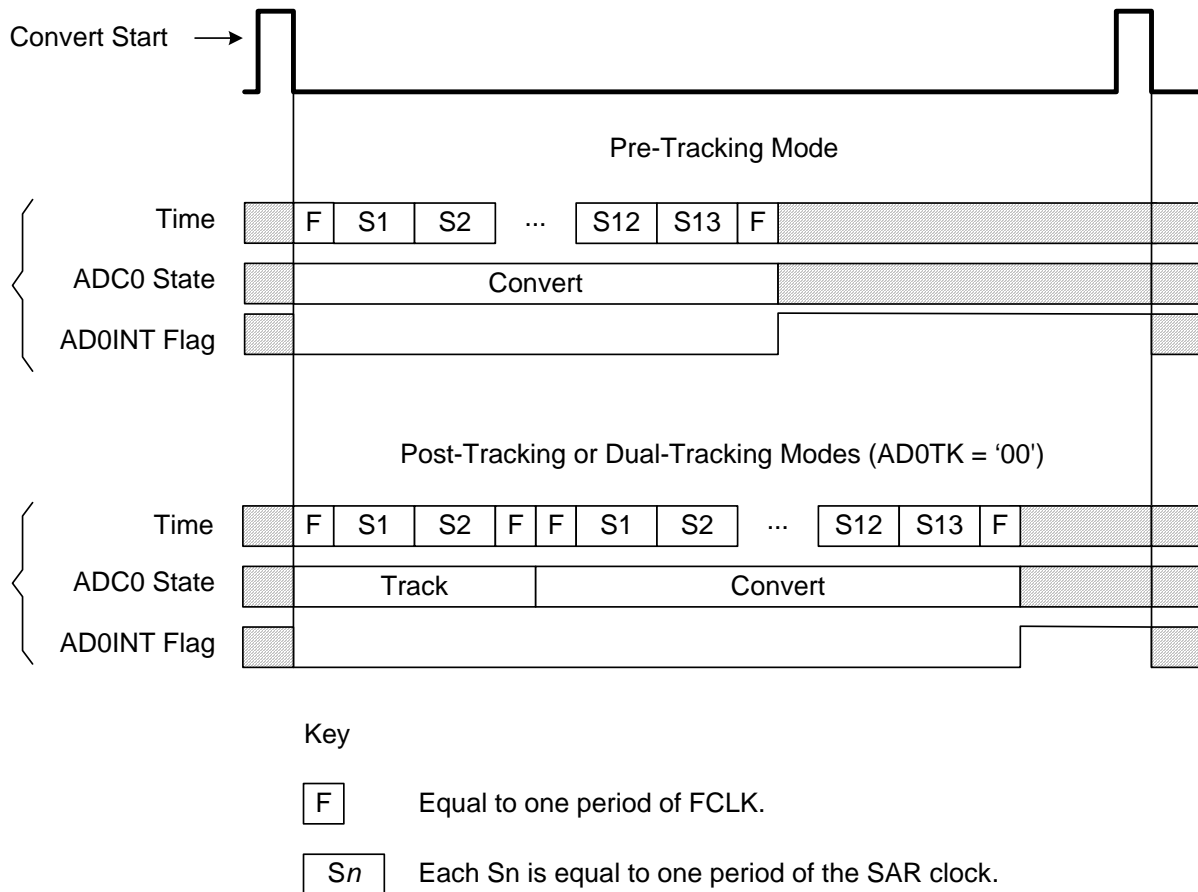 Convert Start
Pre-Tracking Mode
Time F S1 S2 ... S12 S13 F
ADC0 State Convert
AD0INT Flag
Post-Tracking or Dual-Tracking Modes (AD0TK = ‘00')
Time F S1 S2 F F S1 S2 ... S12 S13 F
ADC0 State Track Convert
AD0INT Flag
Key
F Equal to one period of FCLK.
Sn Each Sn is equal to one period of the SAR clock.